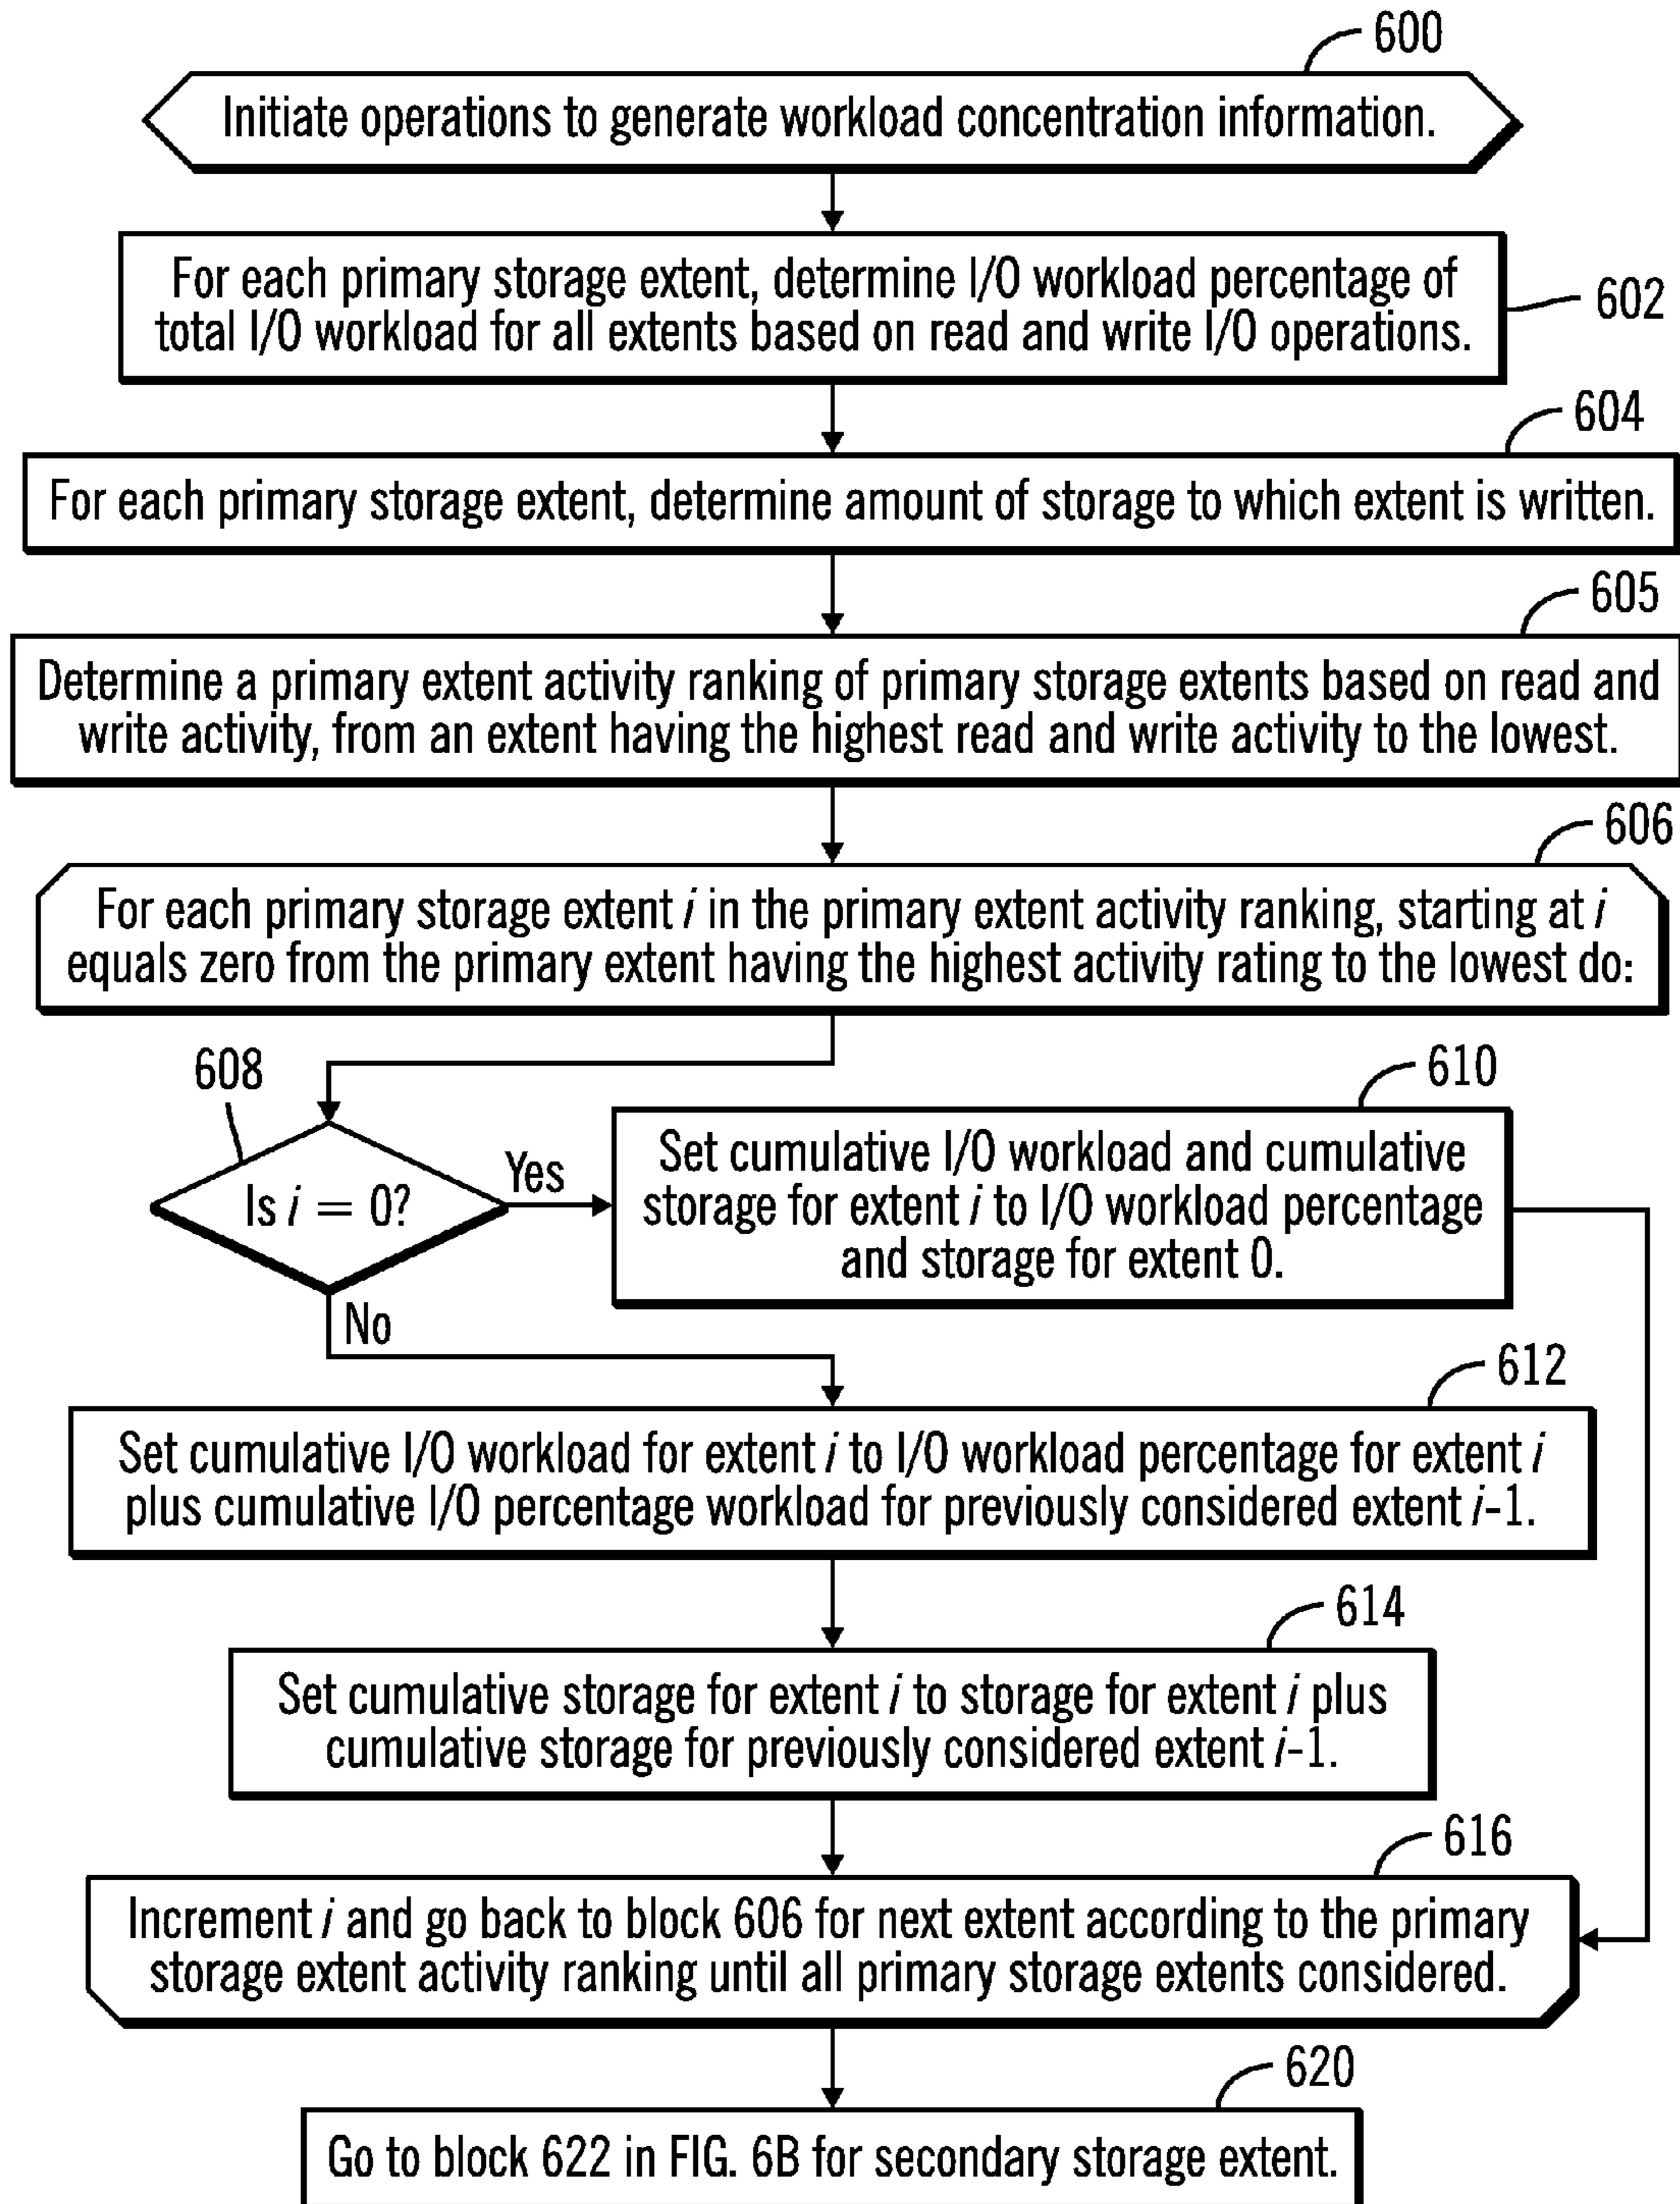 600
Initiate operations to generate workload concentration information.
For each primary storage extent, determine I/O workload percentage of
total I/O workload for all extents based on read and write I/O operations.
602
604
For each primary storage extent, determine amount of storage to which extent is written.
605
Determine a primary extent activity ranking of primary storage extents based on read and
write activity, from an extent having the highest read and write activity to the lowest.
606
For each primary storage extent i in the primary extent activity ranking, starting at i
equals zero from the primary extent having the highest activity rating to the lowest do:
608
Is i = 0?
Yes
No
610
Set cumulative I/O workload and cumulative
storage for extent i to I/O workload percentage
and storage for extent 0.
612
Set cumulative I/O workload for extent i to I/O workload percentage for extent i
plus cumulative I/O percentage workload for previously considered extent i-1.
614
Set cumulative storage for extent i to storage for extent i plus
cumulative storage for previously considered extent i-1.
616
Increment i and go back to block 606 for next extent according to the primary
storage extent activity ranking until all primary storage extents considered.
620
Go to block 622 in FIG. 6B for secondary storage extent.